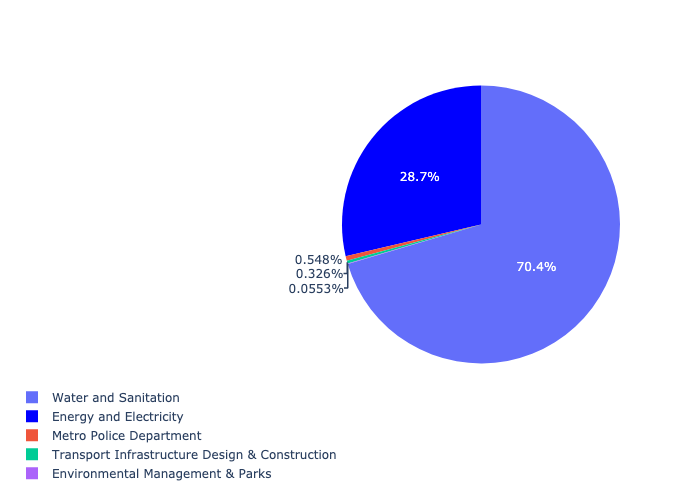 28.7%
70.4%
0.548%
0.326%
0.0553%
Water and Sanitation
Energy and Electricity
Metro Police Department
Transport Infrastructure Design & Construction
Environmental Management & Parks